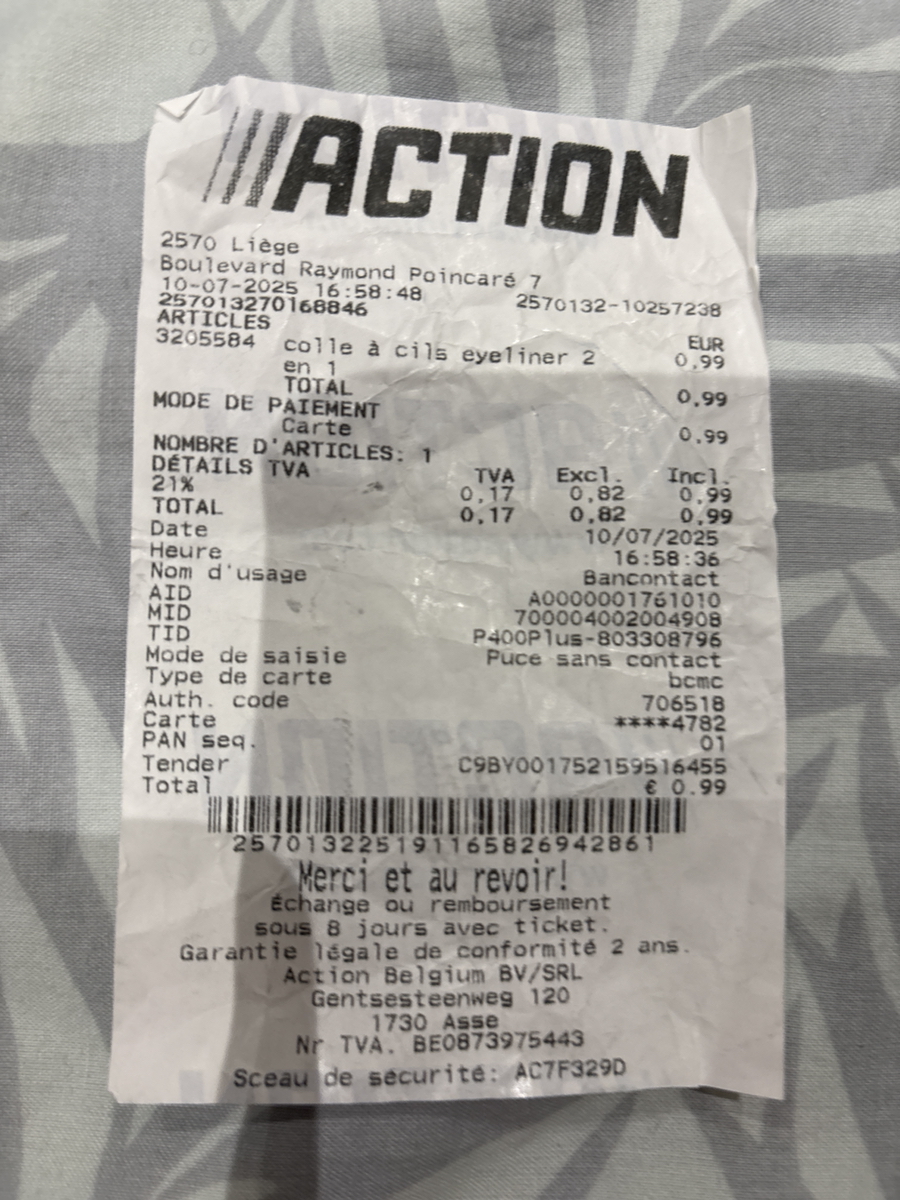 ACTION
2570 Liège
Boulevard Raymond Poincaré 7
10-07-2025 16:58:48 2570132-10257238
257013270168846
ARTICLES EUR
3205584 colle à cils eyeliner 2 0.99
en 1
TOTAL 0.99
MODE DE PAIEMENT
Carte 0.99
NOMBRE D'ARTICLES: 1
DÉTAILS TVA TVA Excl. Incl.
21% 0,17 0,82 0,99
TOTAL 0,17 0,82 0,99
Date 10/07/2025
Heure 16:58:36
Nom d'usage Bancontact
AID A0000001761010
MID 700004002004908
TID P400Plus-803308796
Mode de saisie Puce sans contact
Type de carte bcmc
Auth. code 706518
Carte ****4782
PAN seq. 01
Tender C9BY001752159516455
Total € 0.99
257013225191165826942861
Merci et au revoir!
Échange ou remboursement
sous 8 jours avec ticket.
Garantie légale de conformité 2 ans.
Action Belgium BV/SRL
Gentsesteenweg 120
1730 Asse
Nr TVA. BE0873975443
Sceau de sécurité: AC7F329D